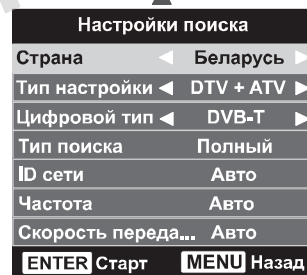 Настройки поиска
Страна ◀ Беларусь ▶
Тип настройки ◀ DTV + ATV ▶
Цифровой тип ◀ DVB-T ▶
Тип поиска Полный
ID сети Авто
Частота Авто
Скорость переда... Авто
ENTER Старт MENU Назад